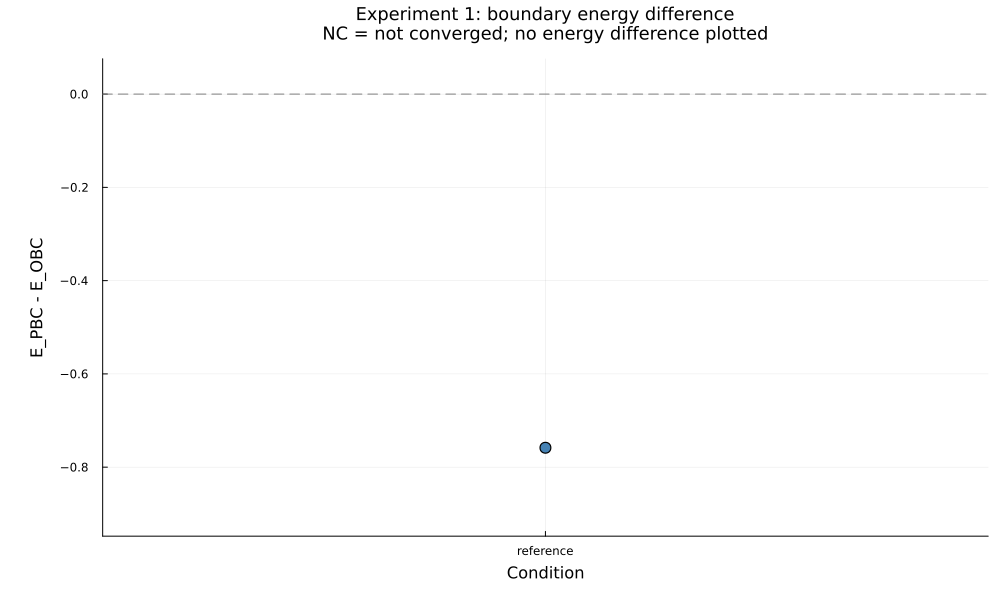 Experiment 1: boundary energy difference
NC = not converged; no energy difference plotted
E_PBC - E_OBC
0.0
−0.2
−0.4
−0.6
−0.8
reference
Condition